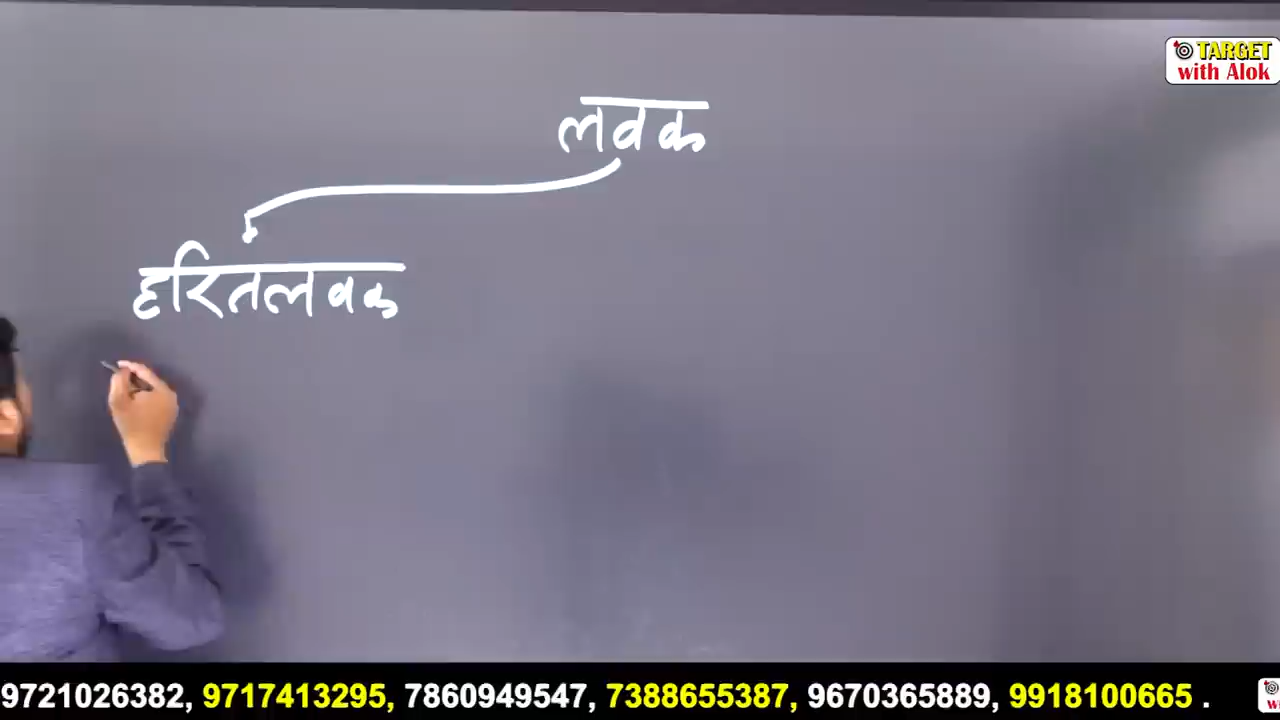 TARGET
with Alok
लवक
हरितलवक
9721026382, 9717413295, 7860949547, 7388655387, 9670365889, 9918100665 .